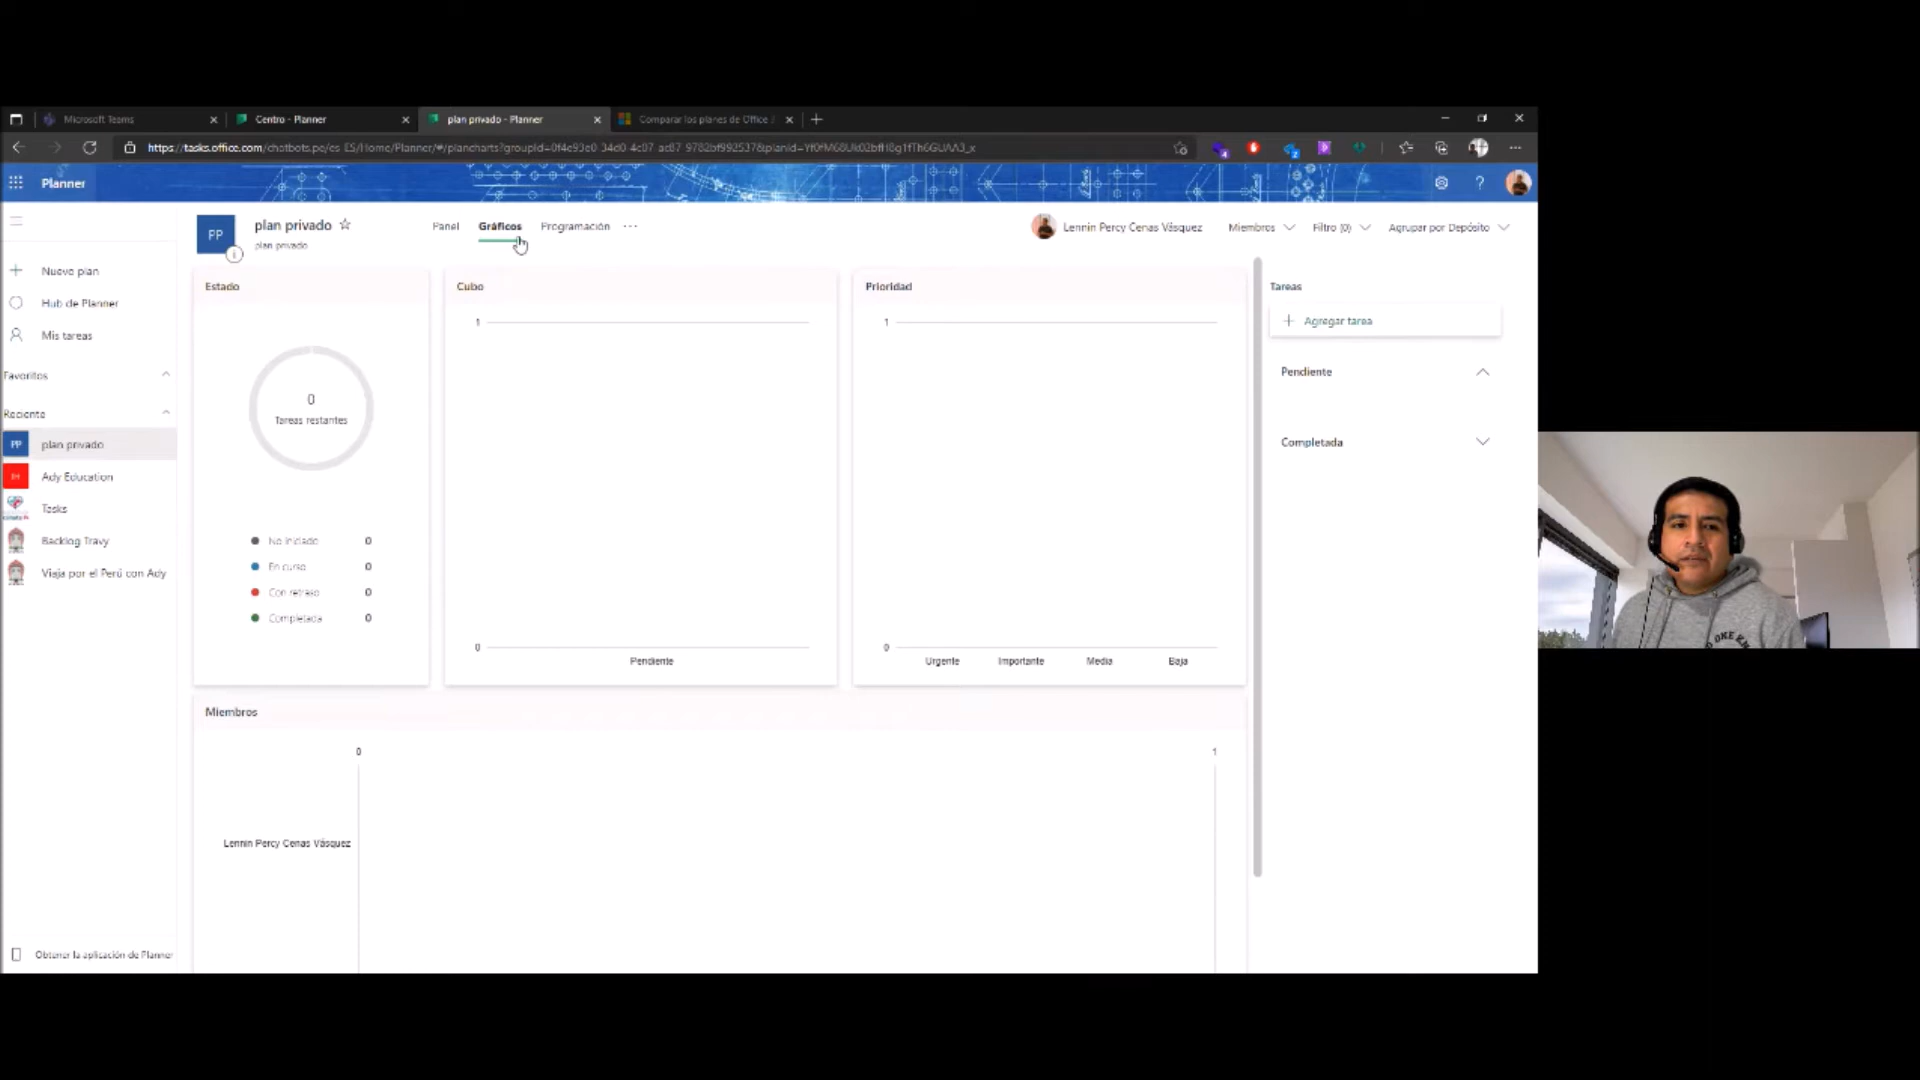 Microsoft Teams
Centro - Planner
plan privado - Planner
Comparar los planes de Office
Planner
plan privado
plan privado
PP
Panel
Gráficos
Programación
Lennin Percy Cenas Vásquez
Miembros
Filtro (0)
Agrupar por Depósito
Nuevo plan
Hub de Planner
Mis tareas
Favoritos
Reciente
PP plan privado
Ady Education
Tasks
Backlog Travy
Viaja por el Perú con Ady
Obtener la aplicación de Planner
Estado
0
Tareas restantes
No iniciado 0
En curso 0
Con retraso 0
Completada 0
Cubo
1
0
Pendiente
Prioridad
1
0
Urgente Importante Media Baja
Miembros
0 1
Lennin Percy Cenas Vásquez
Tareas
Agregar tarea
Pendiente
Completada